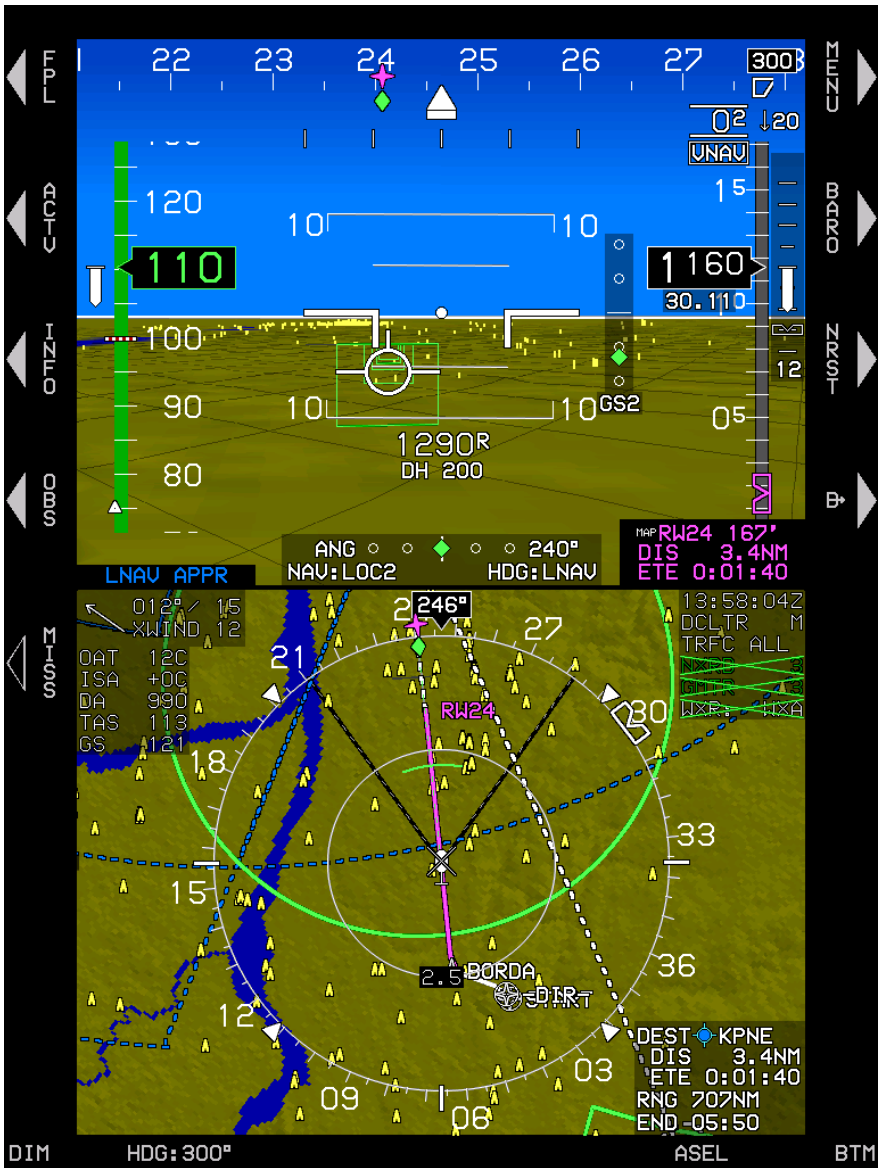 FPL
ACTV
INFO
OBS
MISS
MENU
BARO
NRST
22 23 24 25 26 27
300
0² ↓20
VNAV
120
110
100
90
80
10 10
10 10
15
1160
30.110
05
12
GS2
1290R
DH 200
ANG 240°
NAV:LOC2 HDG:LNAV
LNAV APPR
MAP RW24 167'
DIS 3.4NM
ETE 0:01:40
012°/ 15
XWIND 12
OAT 12C
ISA +0C
DA 990
TAS 113
GS 121
246°
13:58:04Z
DCLTR M
TRFC ALL
21
27
RW24
30
18
33
15
36
2.5
BORDA
DIR
12
03
09
06
DEST KPNE
DIS 3.4NM
ETE 0:01:40
RNG 707NM
END -05:50
DIM HDG:300° ASEL BTM